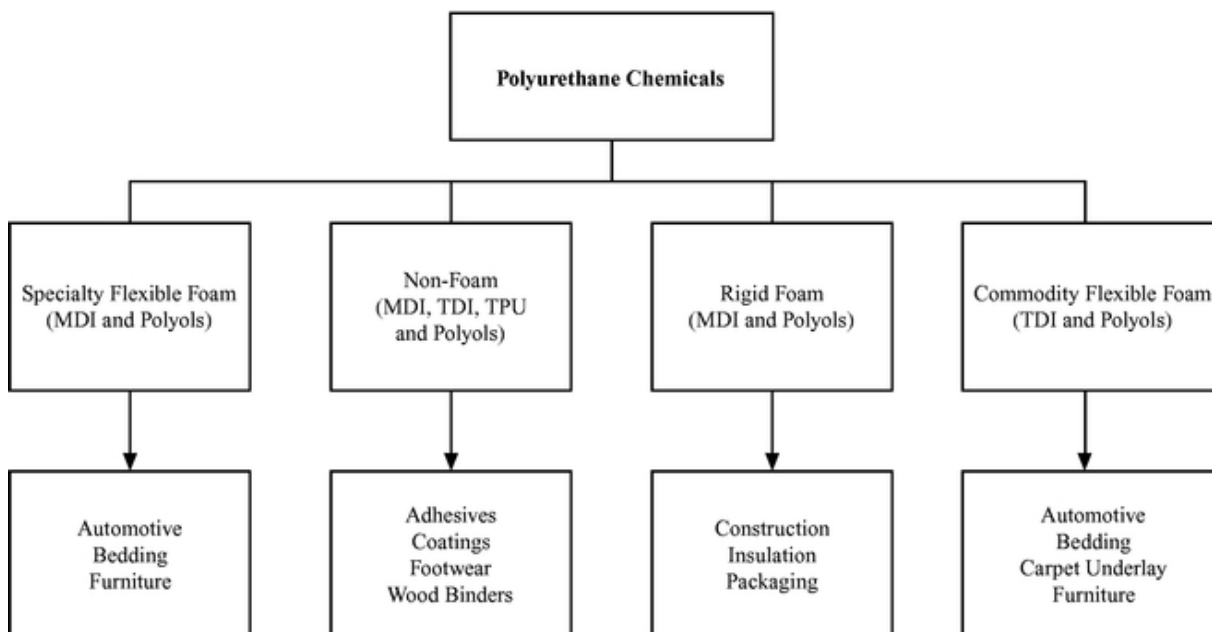 Polyurethane Chemicals
Specialty Flexible Foam
(MDI and Polyols)
Non-Foam
(MDI, TDI, TPU
and Polyols)
Rigid Foam
(MDI and Polyols)
Commodity Flexible Foam
(TDI and Polyols)
Automotive
Bedding
Furniture
Adhesives
Coatings
Footwear
Wood Binders
Construction
Insulation
Packaging
Automotive
Bedding
Carpet Underlay
Furniture